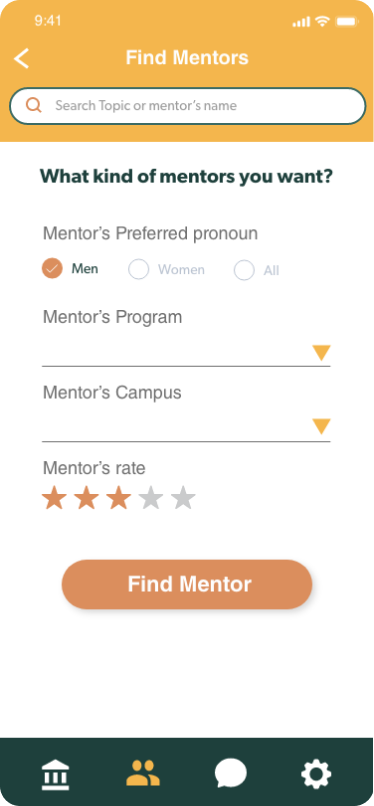 9:41
Find Mentors
Search Topic or mentor's name
What kind of mentors you want?
Mentor's Preferred pronoun
Men Women All
Mentor's Program
Mentor's Campus
Mentor's rate
Find Mentor